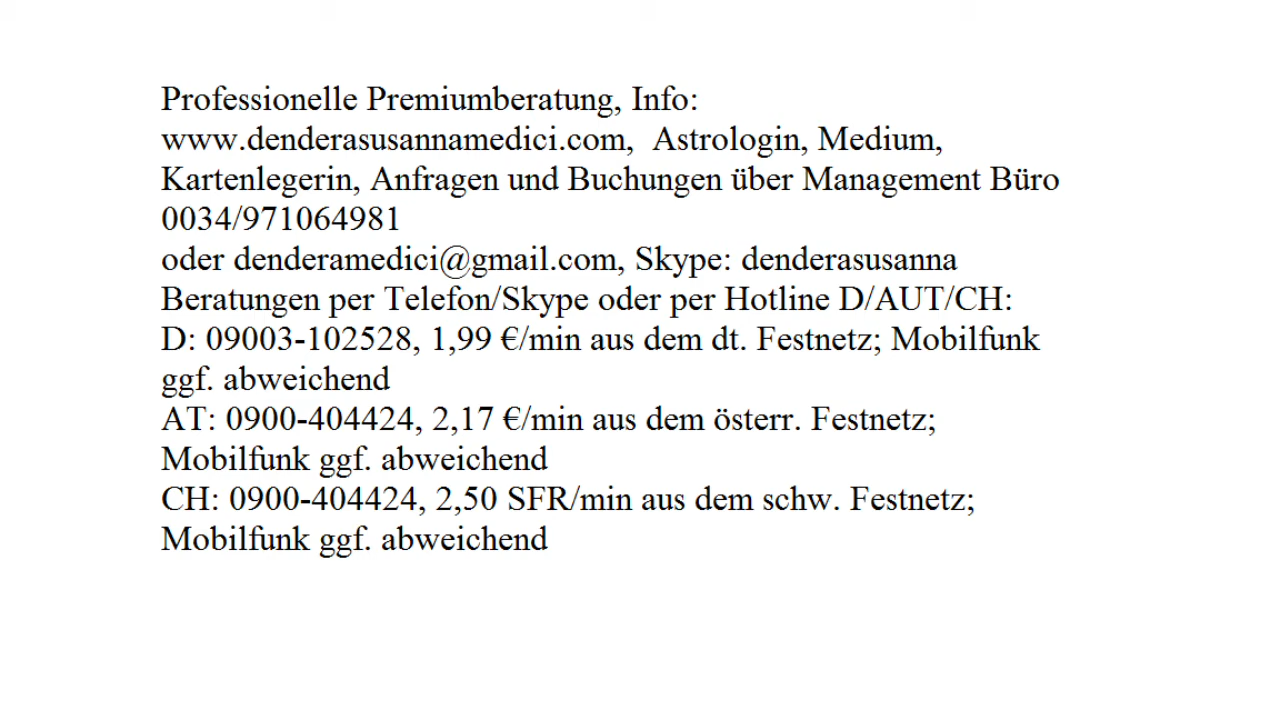 Professionelle Premiumberatung, Info:
www.denderasusannamedici.com,  Astrologin, Medium,
Kartenlegerin, Anfragen und Buchungen über Management Büro
0034/971064981
oder denderamedici@gmail.com, Skype: denderasusanna
Beratungen per Telefon/Skype oder per Hotline D/AUT/CH:
D: 09003-102528, 1,99 €/min aus dem dt. Festnetz; Mobilfunk
ggf. abweichend
AT: 0900-404424, 2,17 €/min aus dem österr. Festnetz;
Mobilfunk ggf. abweichend
CH: 0900-404424, 2,50 SFR/min aus dem schw. Festnetz;
Mobilfunk ggf. abweichend